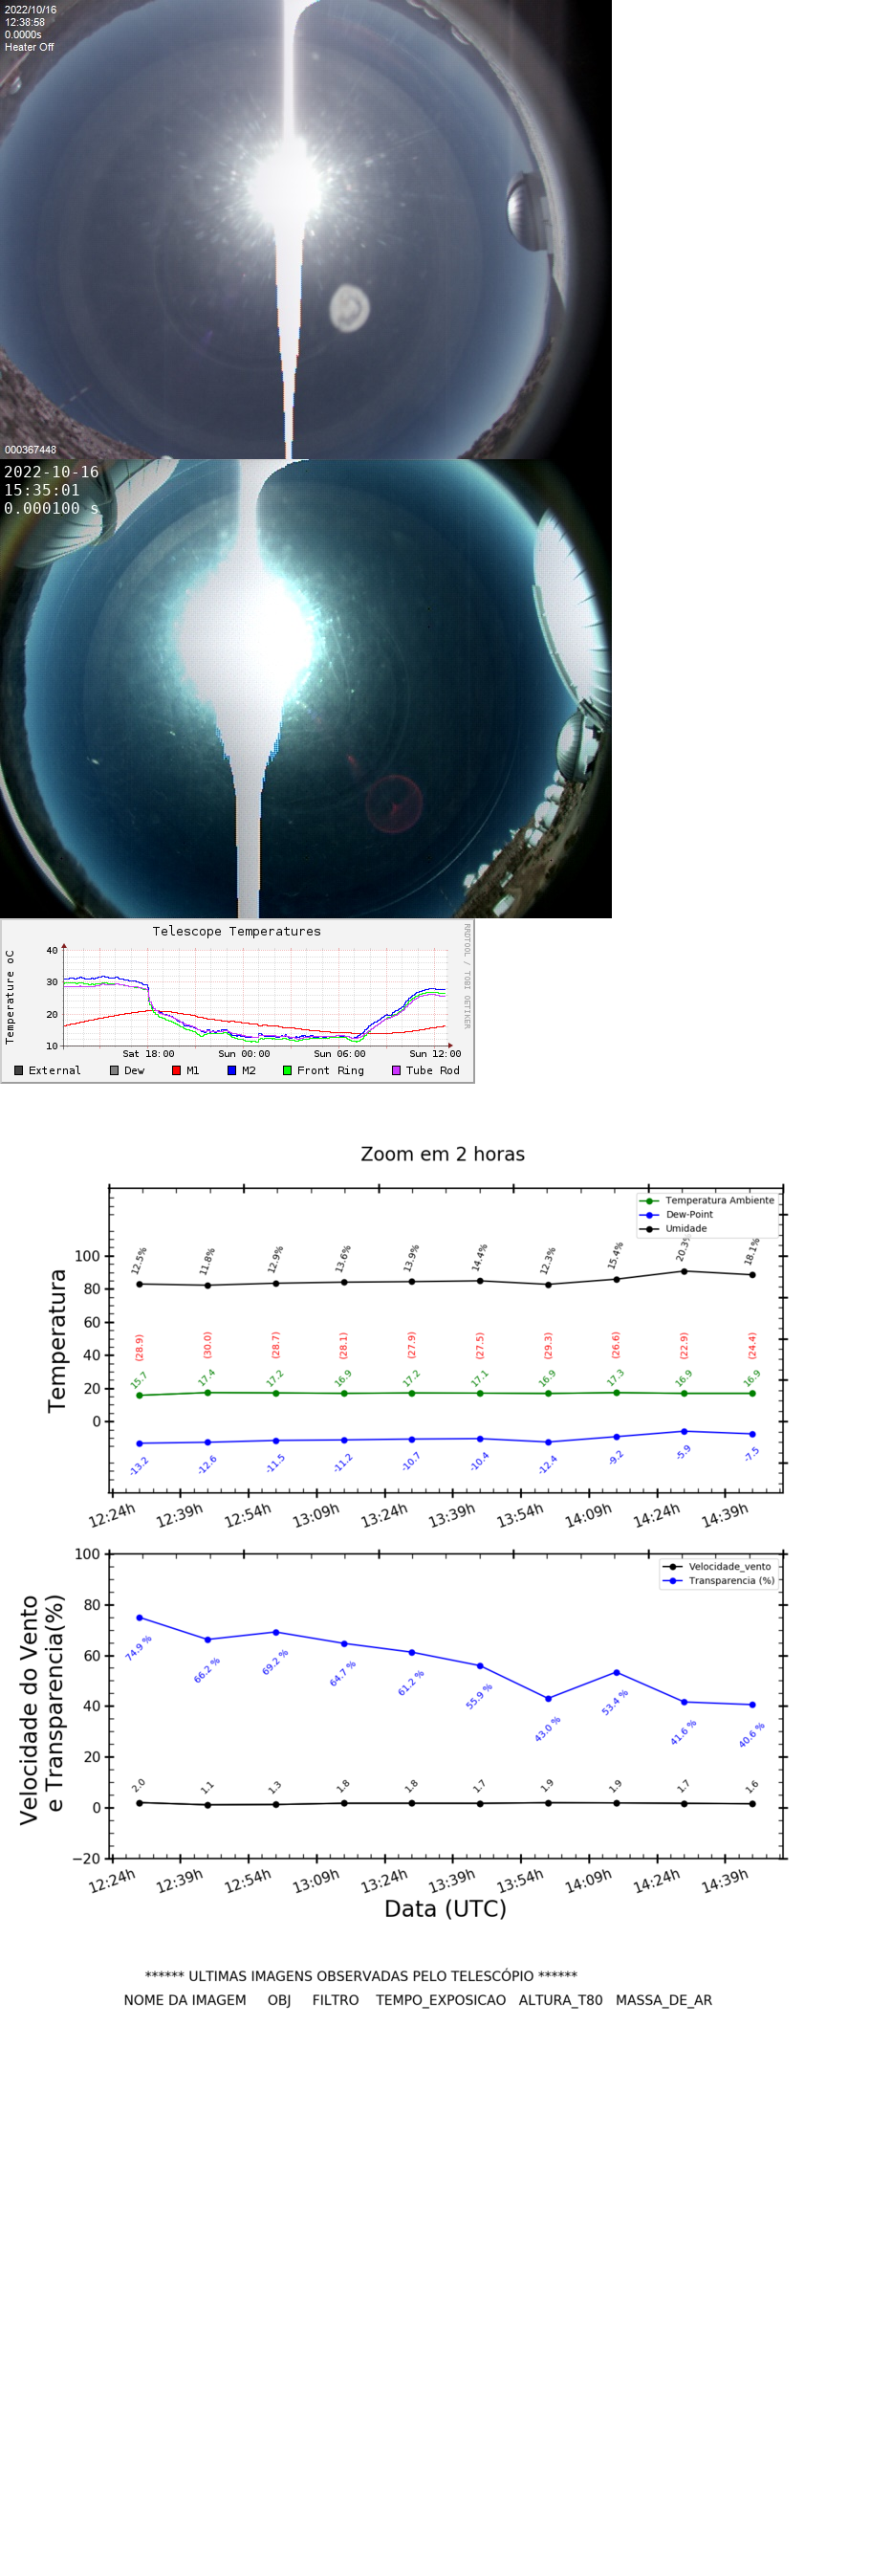 2022/10/16
12:38:58
0.0000s
Heater Off
000367448
2022-10-16
15:35:01
0.000100 s
Telescope Temperatures
RRDTOOL / TOBI OETIKER
Temperature oC
40
30
20
10
Sat 18:00 Sun 00:00 Sun 06:00 Sun 12:00
External Dew M1 M2 Front Ring Tube Rod
Zoom em 2 horas
Temperatura Ambiente
Dew-Point
Umidade
Temperatura
100
80
60
40
20
0
12.5% 11.8% 12.9% 13.6% 13.9% 14.4% 12.3% 15.4% 20.3% 18.1%
(28.9) (30.0) (28.7) (28.1) (27.9) (27.5) (29.3) (26.6) (22.9) (24.4)
15.7 17.4 17.2 16.9 17.2 17.1 16.9 17.3 16.9 16.9
-13.2 -12.6 -11.5 -11.2 -10.7 -10.4 -12.4 -9.2 -5.9 -7.5
12:24h 12:39h 12:54h 13:09h 13:24h 13:39h 13:54h 14:09h 14:24h 14:39h
Velocidade_vento
Transparencia (%)
Velocidade do Vento
e Transparencia(%)
100
80
60
40
20
0
−20
74.9 % 66.2 % 69.2 % 64.7 % 61.2 % 55.9 % 43.0 % 53.4 % 41.6 % 40.6 %
2.0 1.1 1.3 1.8 1.8 1.7 1.9 1.9 1.7 1.6
12:24h 12:39h 12:54h 13:09h 13:24h 13:39h 13:54h 14:09h 14:24h 14:39h
Data (UTC)
****** ULTIMAS IMAGENS OBSERVADAS PELO TELESCÓPIO ******
NOME DA IMAGEM OBJ FILTRO TEMPO_EXPOSICAO ALTURA_T80 MASSA_DE_AR